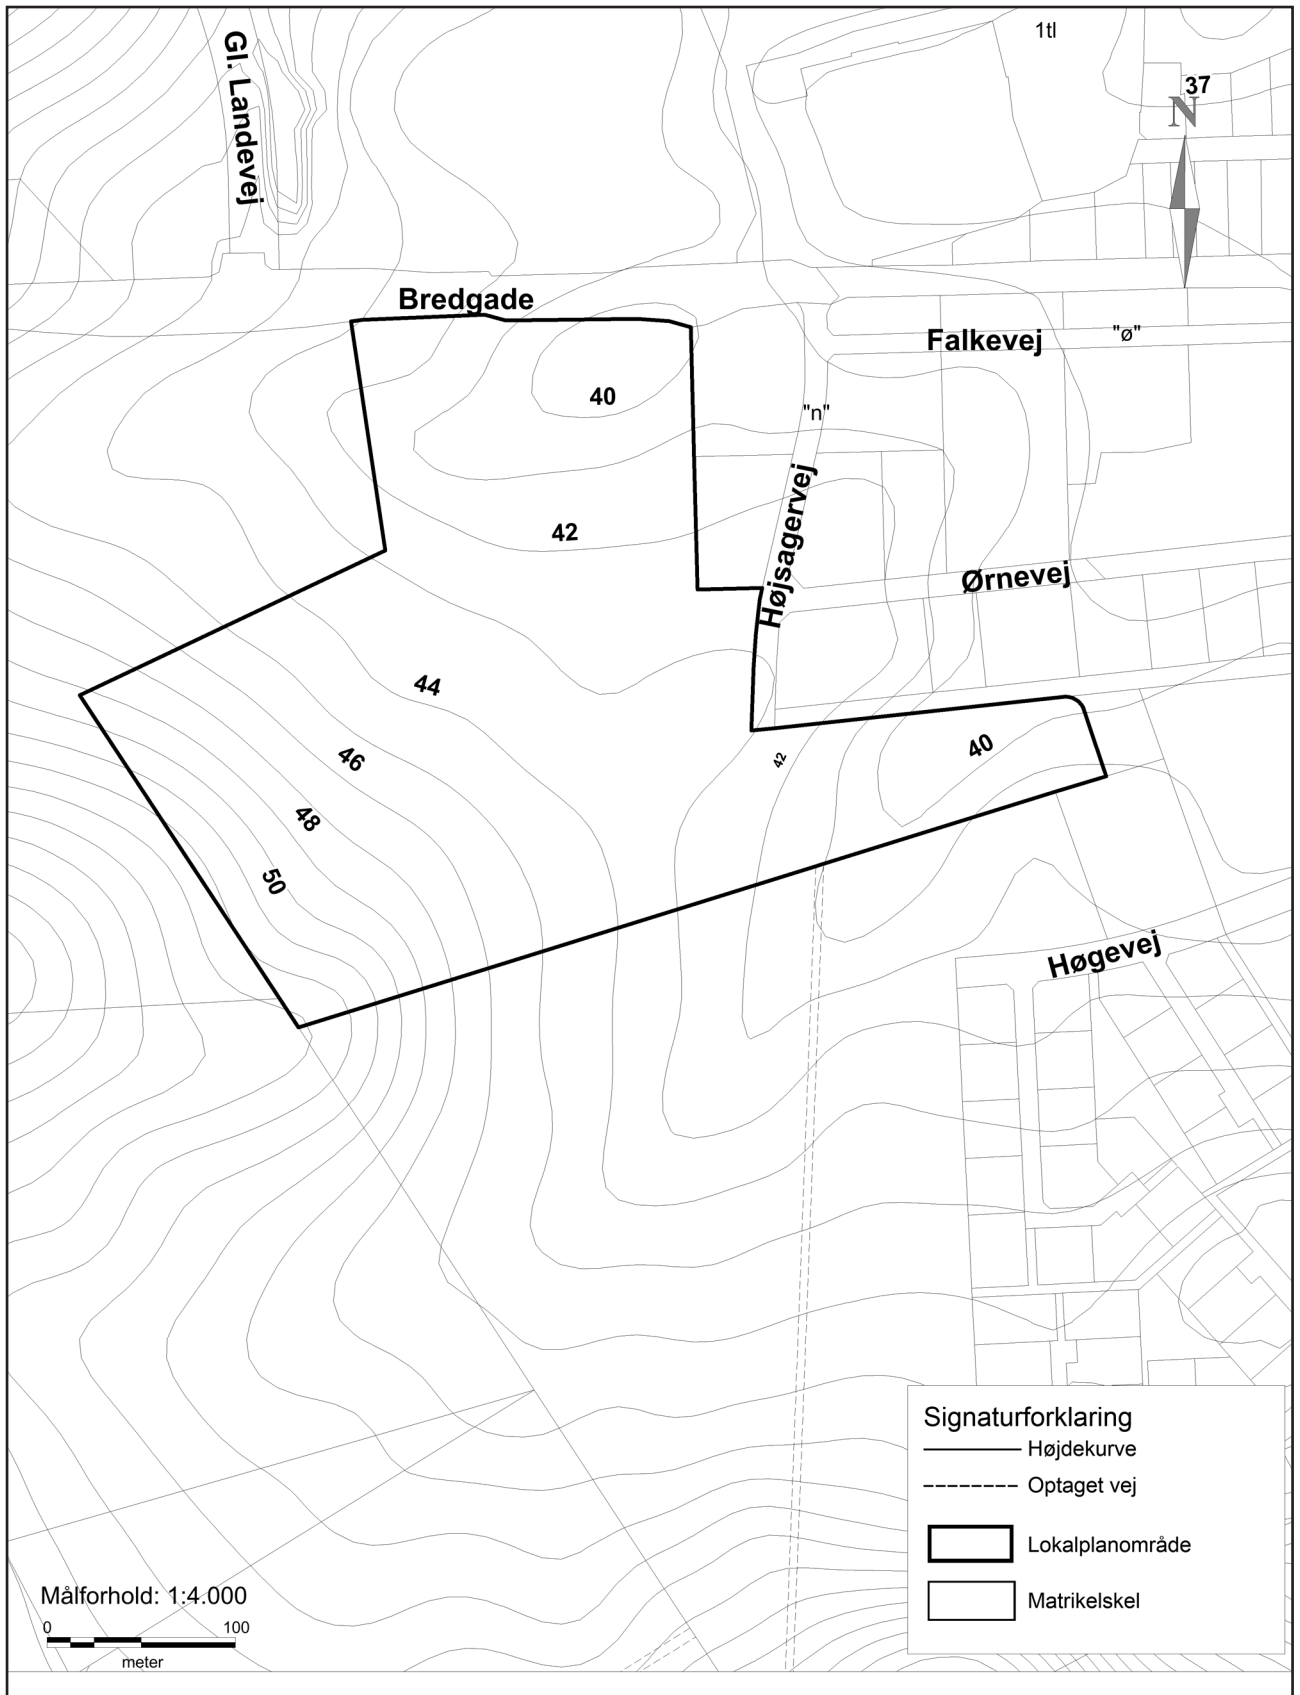 Gl. Landevej
1tl
37
N
Bredgade
Falkevej
"ø"
40
"n"
42
Højsagervej
Ørnevej
44
46
42
40
48
50
Høgevej
Signaturforklaring
Højdekurve
Optaget vej
Lokalplanområde
Matrikelskel
Målforhold: 1:4.000
0 100
meter